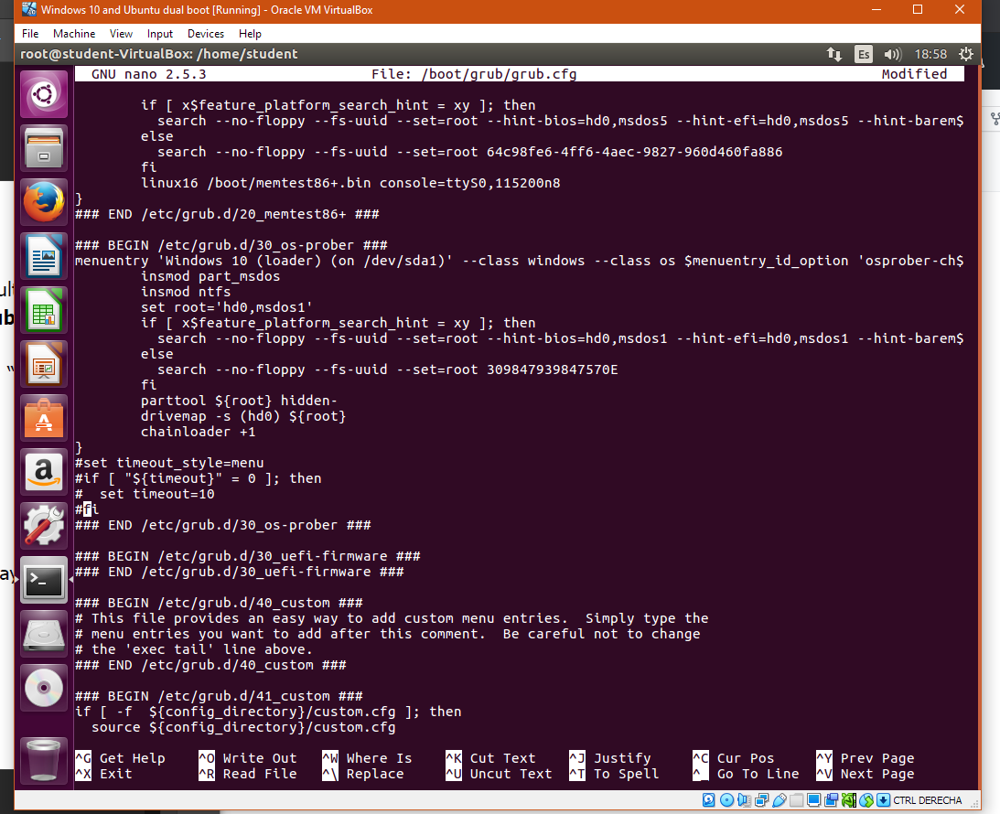 Windows 10 and Ubuntu dual boot [Running] - Oracle VM VirtualBox
File Machine View Input Devices Help
root@student-VirtualBox: /home/student
Es 18:58
GNU nano 2.5.3 File: /boot/grub/grub.cfg Modified
if [ x$feature_platform_search_hint = xy ]; then
search --no-floppy --fs-uuid --set=root --hint-bios=hd0,msdos5 --hint-efi=hd0,msdos5 --hint-barem$
else
search --no-floppy --fs-uuid --set=root 64c98fe6-4ff6-4aec-9827-960d460fa886
fi
linux16 /boot/memtest86+.bin console=ttyS0,115200n8
}
### END /etc/grub.d/20_memtest86+ ###
### BEGIN /etc/grub.d/30_os-prober ###
menuentry 'Windows 10 (loader) (on /dev/sda1)' --class windows --class os $menuentry_id_option 'osprober-ch$
insmod part_msdos
insmod ntfs
set root='hd0,msdos1'
if [ x$feature_platform_search_hint = xy ]; then
search --no-floppy --fs-uuid --set=root --hint-bios=hd0,msdos1 --hint-efi=hd0,msdos1 --hint-barem$
else
search --no-floppy --fs-uuid --set=root 309847939847570E
fi
parttool ${root} hidden-
drivemap -s (hd0) ${root}
chainloader +1
}
#set timeout_style=menu
#if [ "${timeout}" = 0 ]; then
#  set timeout=10
#fi
### END /etc/grub.d/30_os-prober ###
### BEGIN /etc/grub.d/30_uefi-firmware ###
### END /etc/grub.d/30_uefi-firmware ###
### BEGIN /etc/grub.d/40_custom ###
# This file provides an easy way to add custom menu entries.  Simply type the
# menu entries you want to add after this comment.  Be careful not to change
# the 'exec tail' line above.
### END /etc/grub.d/40_custom ###
### BEGIN /etc/grub.d/41_custom ###
if [ -f  ${config_directory}/custom.cfg ]; then
source ${config_directory}/custom.cfg
^G Get Help ^O Write Out ^W Where Is ^K Cut Text ^J Justify ^C Cur Pos ^Y Prev Page
^X Exit ^R Read File ^\ Replace ^U Uncut Text ^T To Spell ^_ Go To Line ^V Next Page
CTRL DERECHA